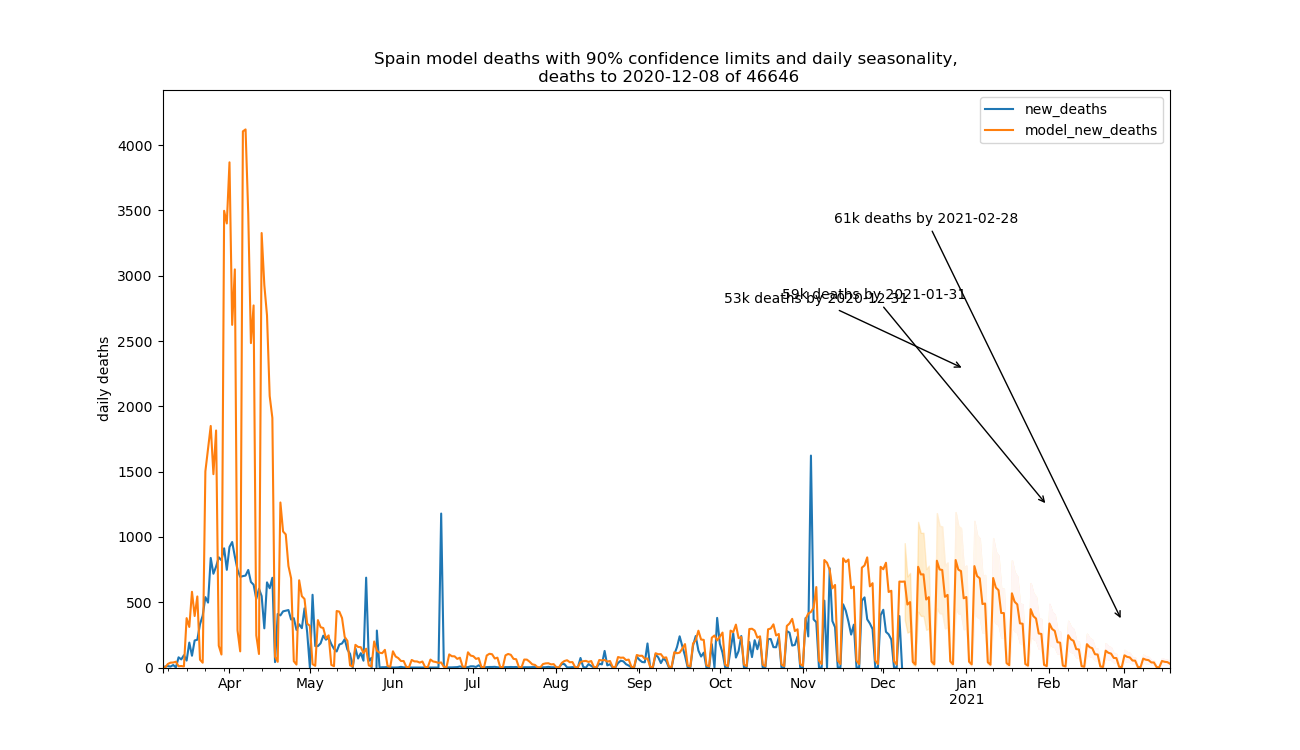 Spain model deaths with 90% confidence limits and daily seasonality,
deaths to 2020-12-08 of 46646
new_deaths
model_new_deaths
daily deaths
4000
3500
3000
2500
2000
1500
1000
500
0
61k deaths by 2021-02-28
59k deaths by 2021-01-31
53k deaths by 2020-12-31
Apr May Jun Jul Aug Sep Oct Nov Dec Jan Feb Mar
2021